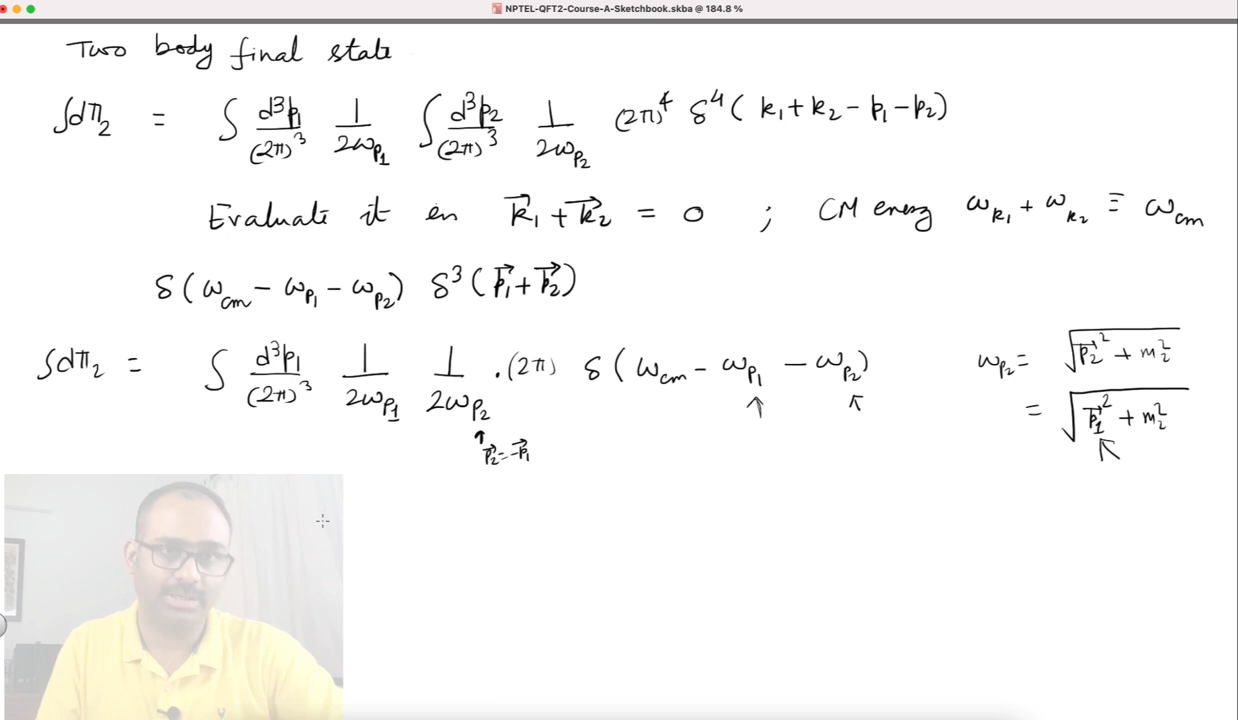 NPTEL-QFT2-Course-A-Sketchbook.skba @ 184.8 %
Two body final state
∫dπ₂ = ∫ d³p₁/(2π)³ 1/2ω_p₁ ∫ d³p₂/(2π)³ 1/2ω_p₂ (2π)⁴ δ⁴(k₁+k₂−p₁−p₂)
Evaluate it in k⃗₁+k⃗₂ = 0 ; CM energy ω_k₁ + ω_k₂ ≡ ω_cm
δ(ω_cm − ω_p₁ − ω_p₂) δ³(p⃗₁+p⃗₂)
∫dπ₂ = ∫ d³p₁/(2π)³ 1/2ω_p₁ 1/2ω_p₂ .(2π) δ(ω_cm − ω_p₁ − ω_p₂) ω_p₂ = √(p⃗₂² + m₂²)
↑ ↖ = √(p⃗₁² + m₂²)
↑ ↖
p⃗₂=−p⃗₁